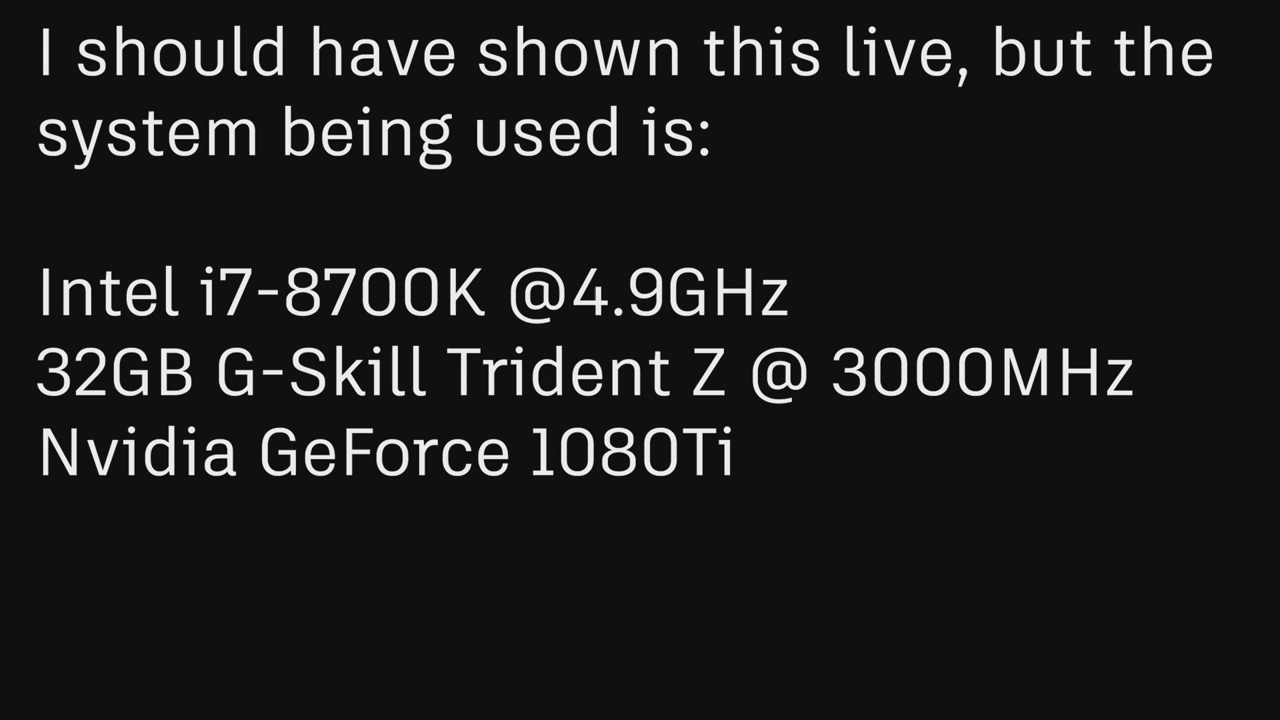 I should have shown this live, but the
system being used is:
Intel i7-8700K @4.9GHz
32GB G-Skill Trident Z @ 3000MHz
Nvidia GeForce 1080Ti